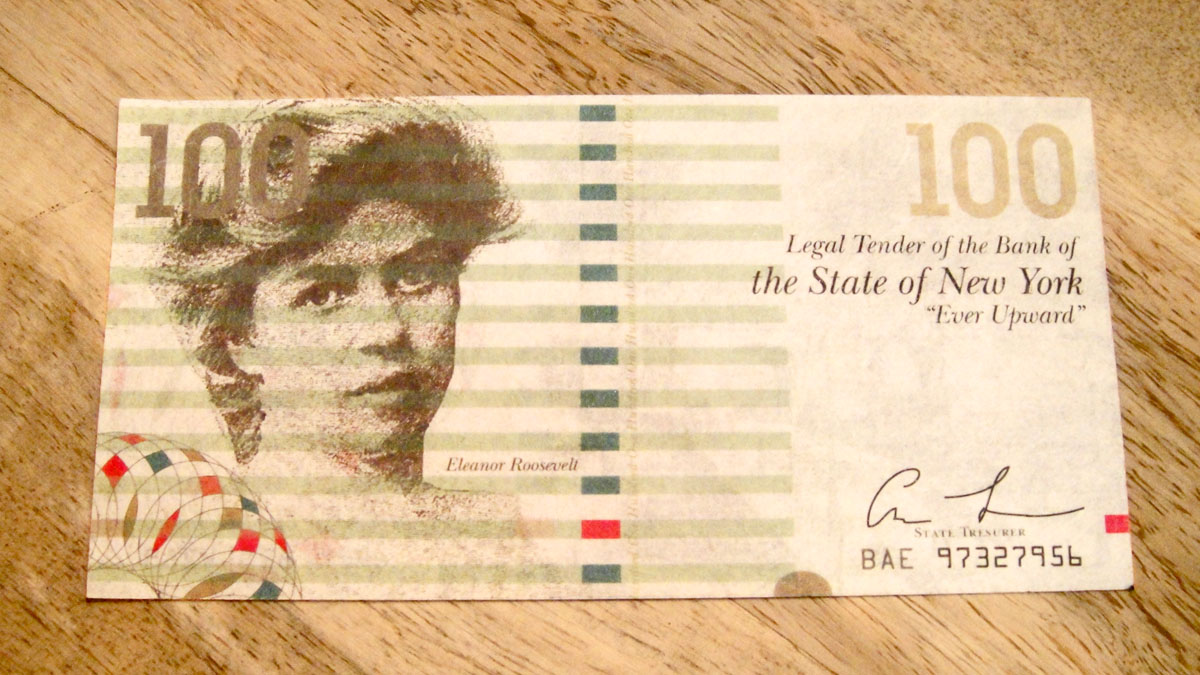 100
100
Legal Tender of the Bank of
the State of New York
“Ever Upward”
Eleanor Roosevelt
State Tresurer
BAE 97327956